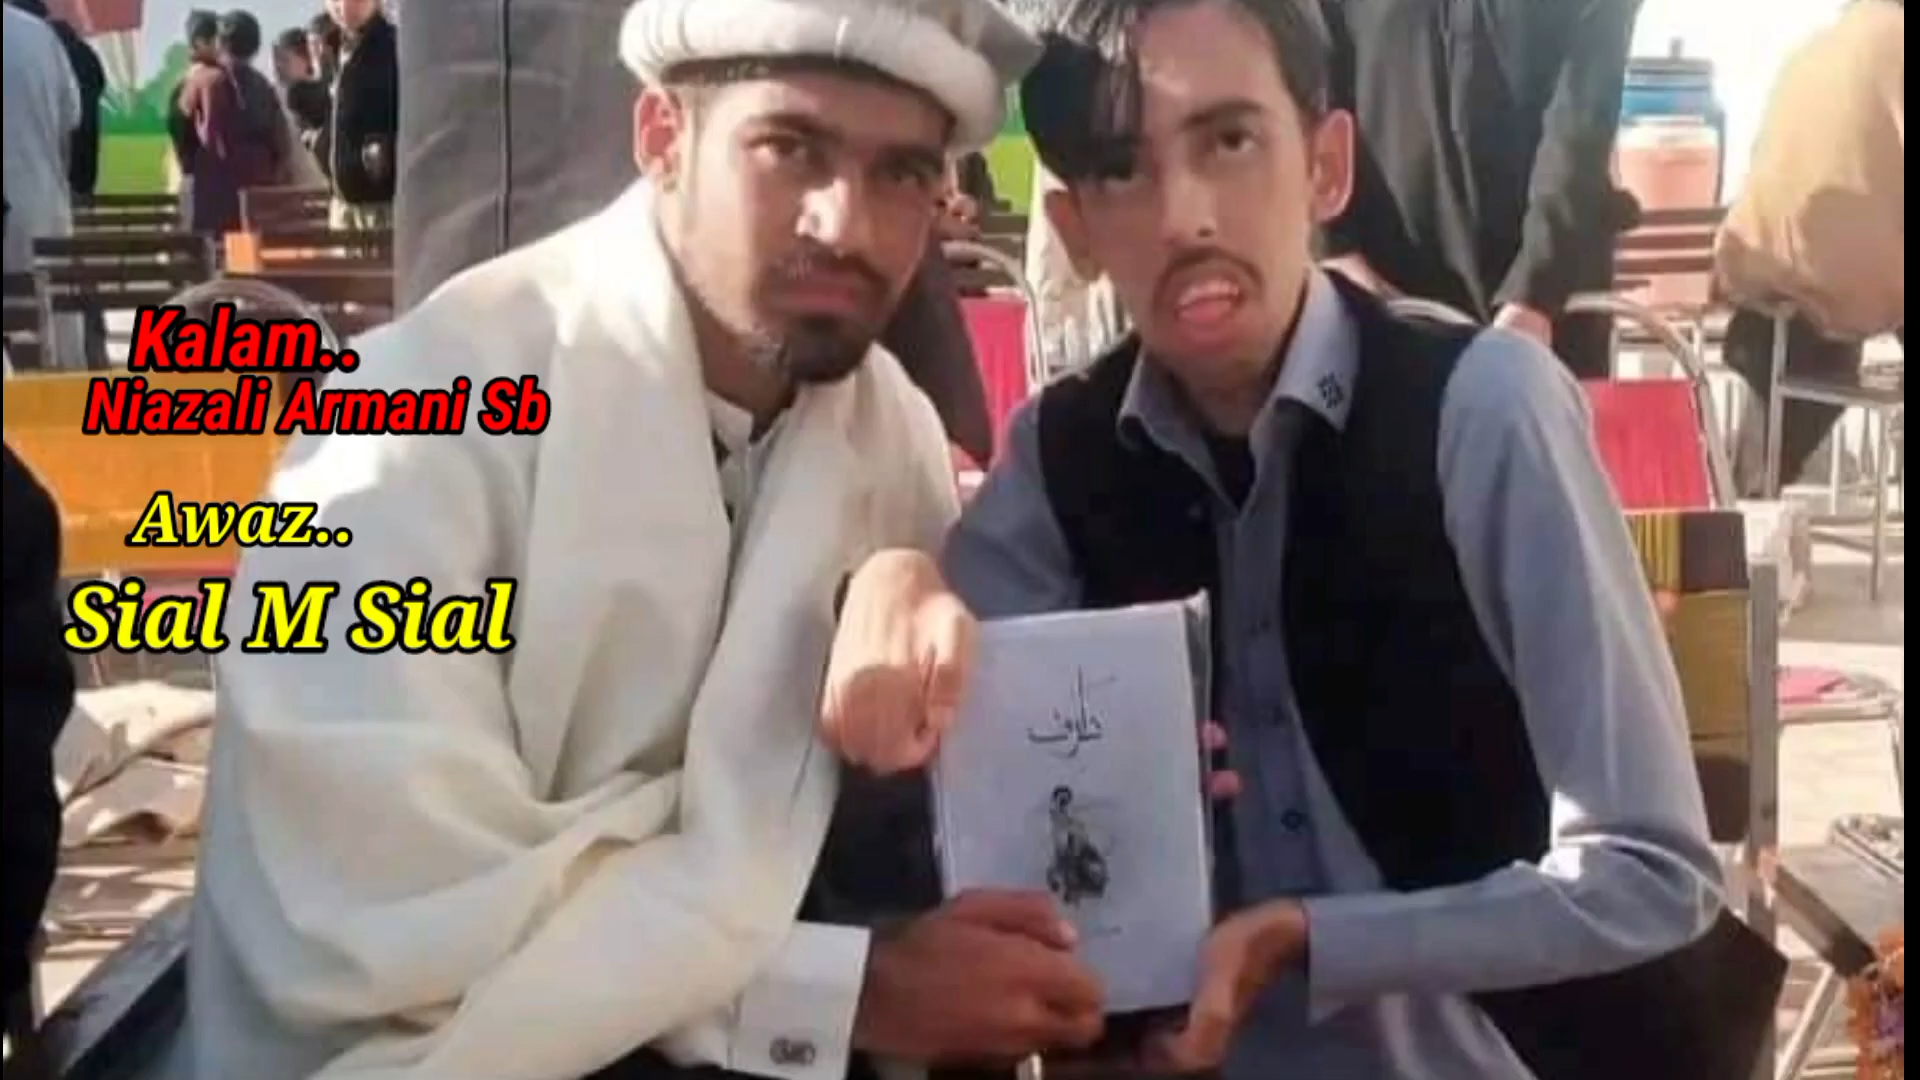 Kalam..
Niazali Armani Sb
Awaz..
Sial M Sial